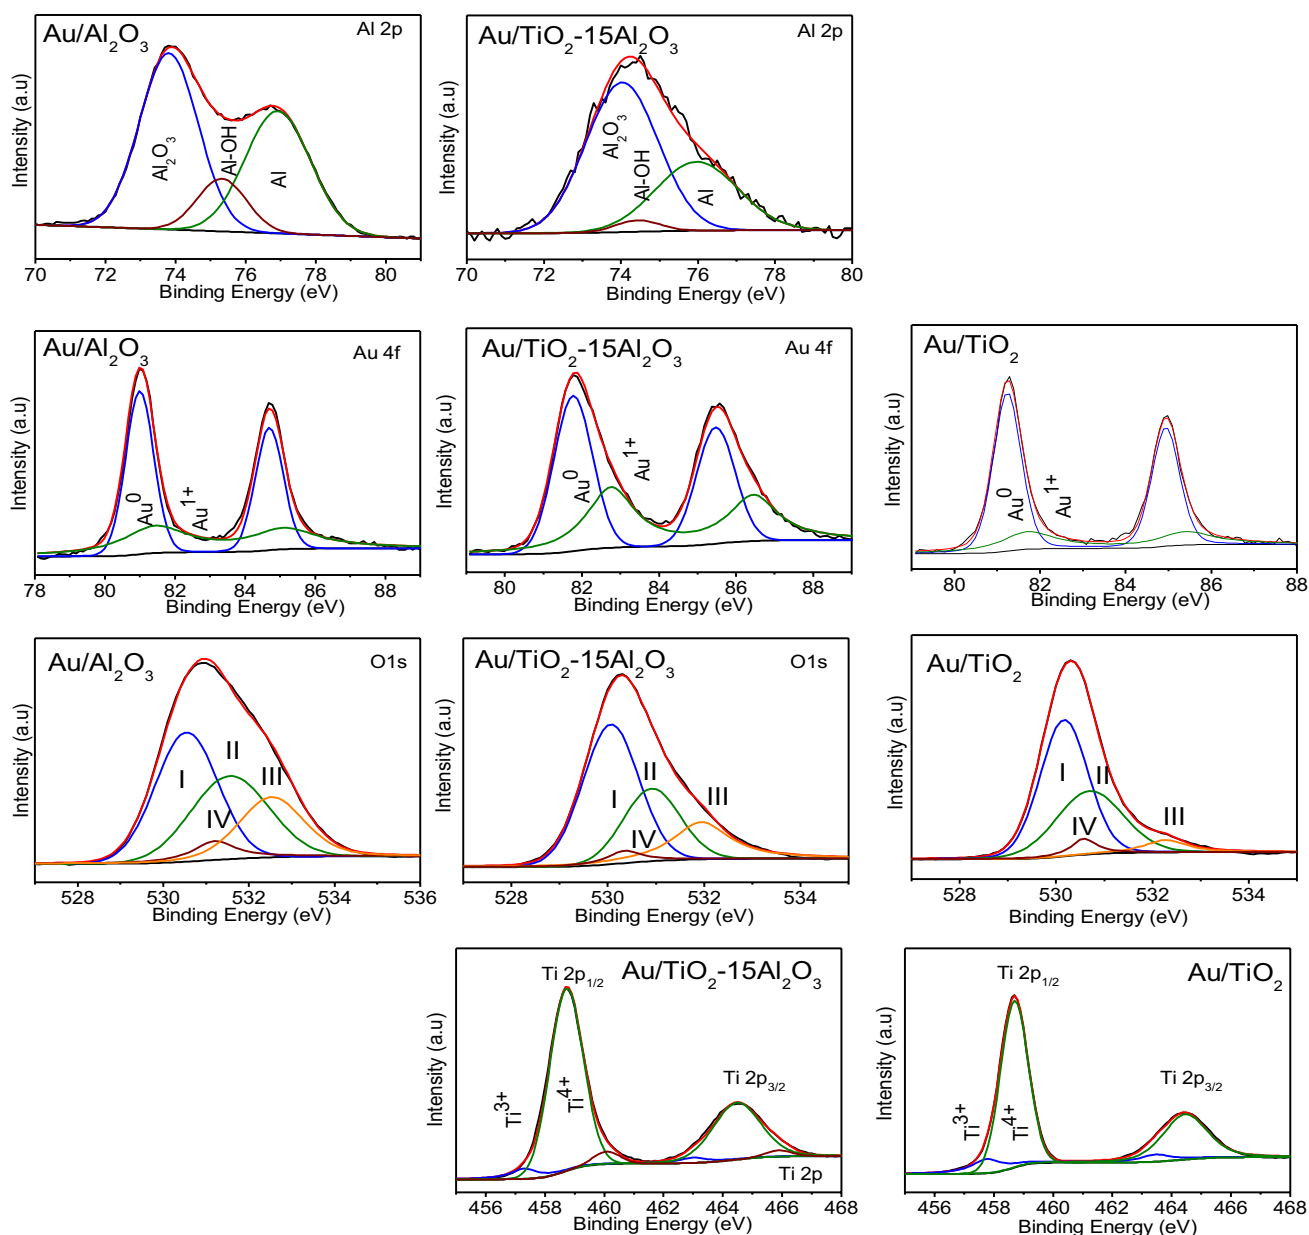 Au/Al2O3
Al 2p
Al2O3
Al-OH
Al
Intensity (a.u)
70 72 74 76 78 80
Binding Energy (eV)
Au/TiO2-15Al2O3
Al 2p
Al2O3
Al-OH
Al
Intensity (a.u)
70 72 74 76 78 80
Binding Energy (eV)
Au/Al2O3
Au 4f
Au0
Au1+
Intensity (a.u)
78 80 82 84 86
Binding Energy (eV)
Au/TiO2-15Al2O3
Au 4f
Au0
Au1+
Intensity (a.u)
80 82 84 86 88
Binding Energy (eV)
Au/TiO2
Au0
Au1+
Intensity (a.u)
80 82 84 86 88
Binding Energy (eV)
Au/Al2O3
O1s
I
II
III
IV
Intensity (a.u)
528 530 532 534 536
Binding Energy (eV)
Au/TiO2-15Al2O3
O1s
I
II
III
IV
Intensity (a.u)
528 530 532 534
Binding Energy (eV)
Au/TiO2
I
II
III
IV
Intensity (a.u)
528 530 532 534
Binding Energy (eV)
Ti 2p1/2
Au/TiO2-15Al2O3
Ti3+
Ti4+
Ti 2p3/2
Ti 2p
Intensity (a.u)
456 458 460 462 464 466 468
Binding Energy (eV)
Ti 2p1/2
Au/TiO2
Ti3+
Ti4+
Ti 2p3/2
Intensity (a.u)
456 458 460 462 464 466 468
Binding Energy (eV)